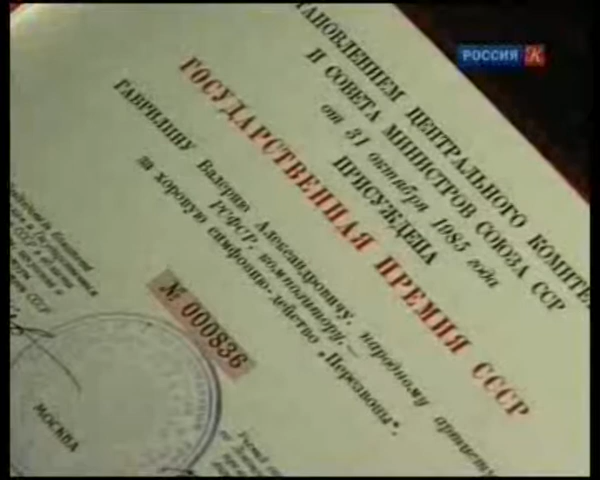 РОССИЯ К
ТАНОВЛЕНИЕМ ЦЕНТРАЛЬНОГО КОМИТЕ
И СОВЕТА МИНИСТРОВ СОЮЗА ССР
от 31 октября 1985 года
ПРИСУЖДЕНА
ГОСУДАРСТВЕННАЯ ПРЕМИЯ СССР
ГАВРИЛИНУ Валерию Александровичу, народному артисту
РСФСР, композитору,—
за хоровую симфонию-действо „Перезвоны“.
№ 000836
МОСКВА